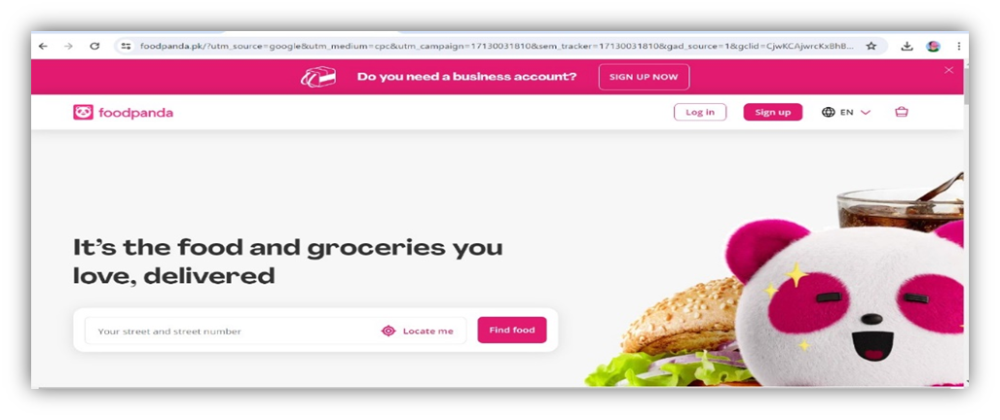 foodpanda.pk/?utm_source=google&utm_medium=cpc&utm_campaign=17130031810&sem_tracker=17130031810&gad_source=1&gclid=CjwKCAjwrcKxBhB...
Do you need a business account? SIGN UP NOW
foodpanda Log in Sign up EN
It's the food and groceries you
love, delivered
Your street and street number Locate me Find food